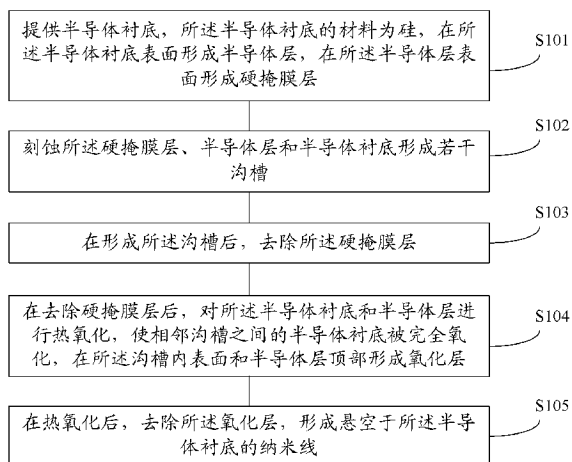 提供半导体衬底，所述半导体衬底的材料为硅，在所
述半导体衬底表面形成半导体层，在所述半导体层表
面形成硬掩膜层
S101
刻蚀所述硬掩膜层、半导体层和半导体衬底形成若干
沟槽
S102
在形成所述沟槽后，去除所述硬掩膜层
S103
在去除硬掩膜层后，对所述半导体衬底和半导体层进
行热氧化，使相邻沟槽之间的半导体衬底被完全氧
化，在所述沟槽内表面和半导体层顶部形成氧化层
S104
在热氧化后，去除所述氧化层，形成悬空于所述半导
体衬底的纳米线
S105